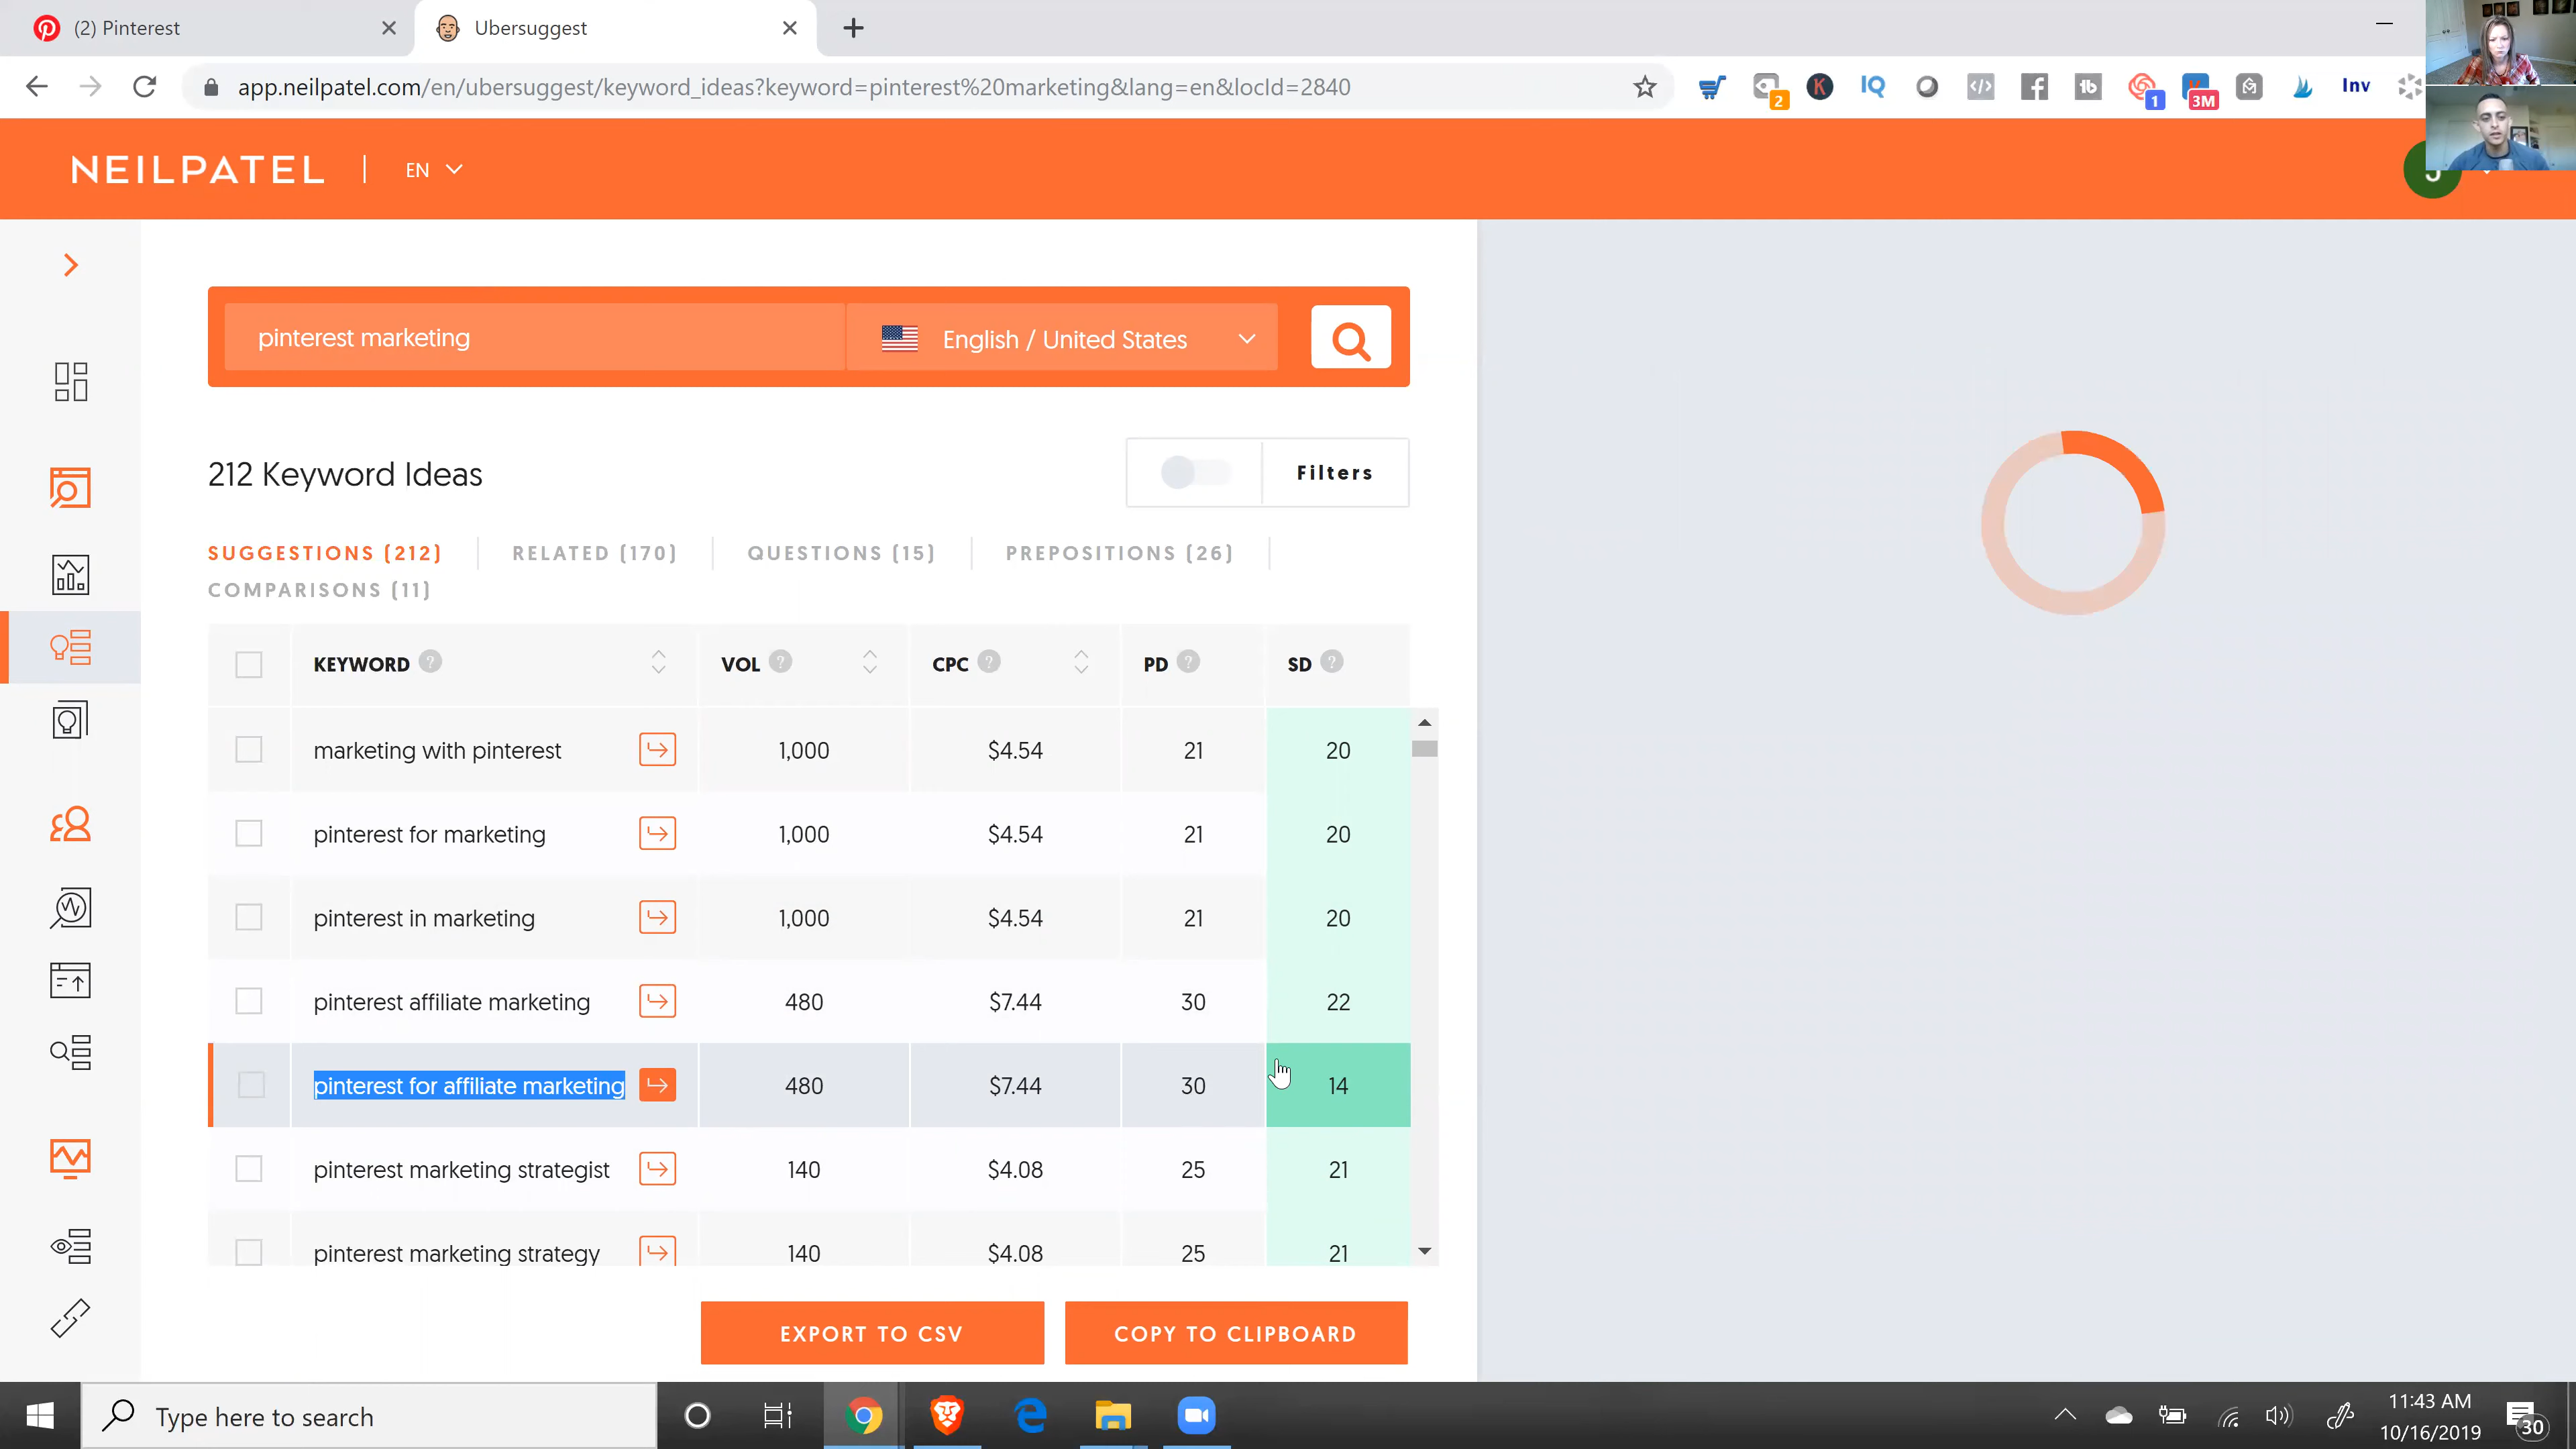 (2) Pinterest
Ubersuggest
app.neilpatel.com/en/ubersuggest/keyword_ideas?keyword=pinterest%20marketing&lang=en&locId=2840
2
K
IQ
tb
1
3M
Inv
NEILPATEL
EN
pinterest marketing
English / United States
212 Keyword Ideas
Filters
SUGGESTIONS (212)
RELATED (170)
QUESTIONS (15)
PREPOSITIONS (26)
COMPARISONS (11)
KEYWORD ? VOL ? CPC ? PD ? SD ?
marketing with pinterest 1,000 $4.54 21 20
pinterest for marketing 1,000 $4.54 21 20
pinterest in marketing 1,000 $4.54 21 20
pinterest affiliate marketing 480 $7.44 30 22
pinterest for affiliate marketing 480 $7.44 30 14
pinterest marketing strategist 140 $4.08 25 21
pinterest marketing strategy 140 $4.08 25 21
EXPORT TO CSV
COPY TO CLIPBOARD
Type here to search
11:43 AM
10/16/2019
30